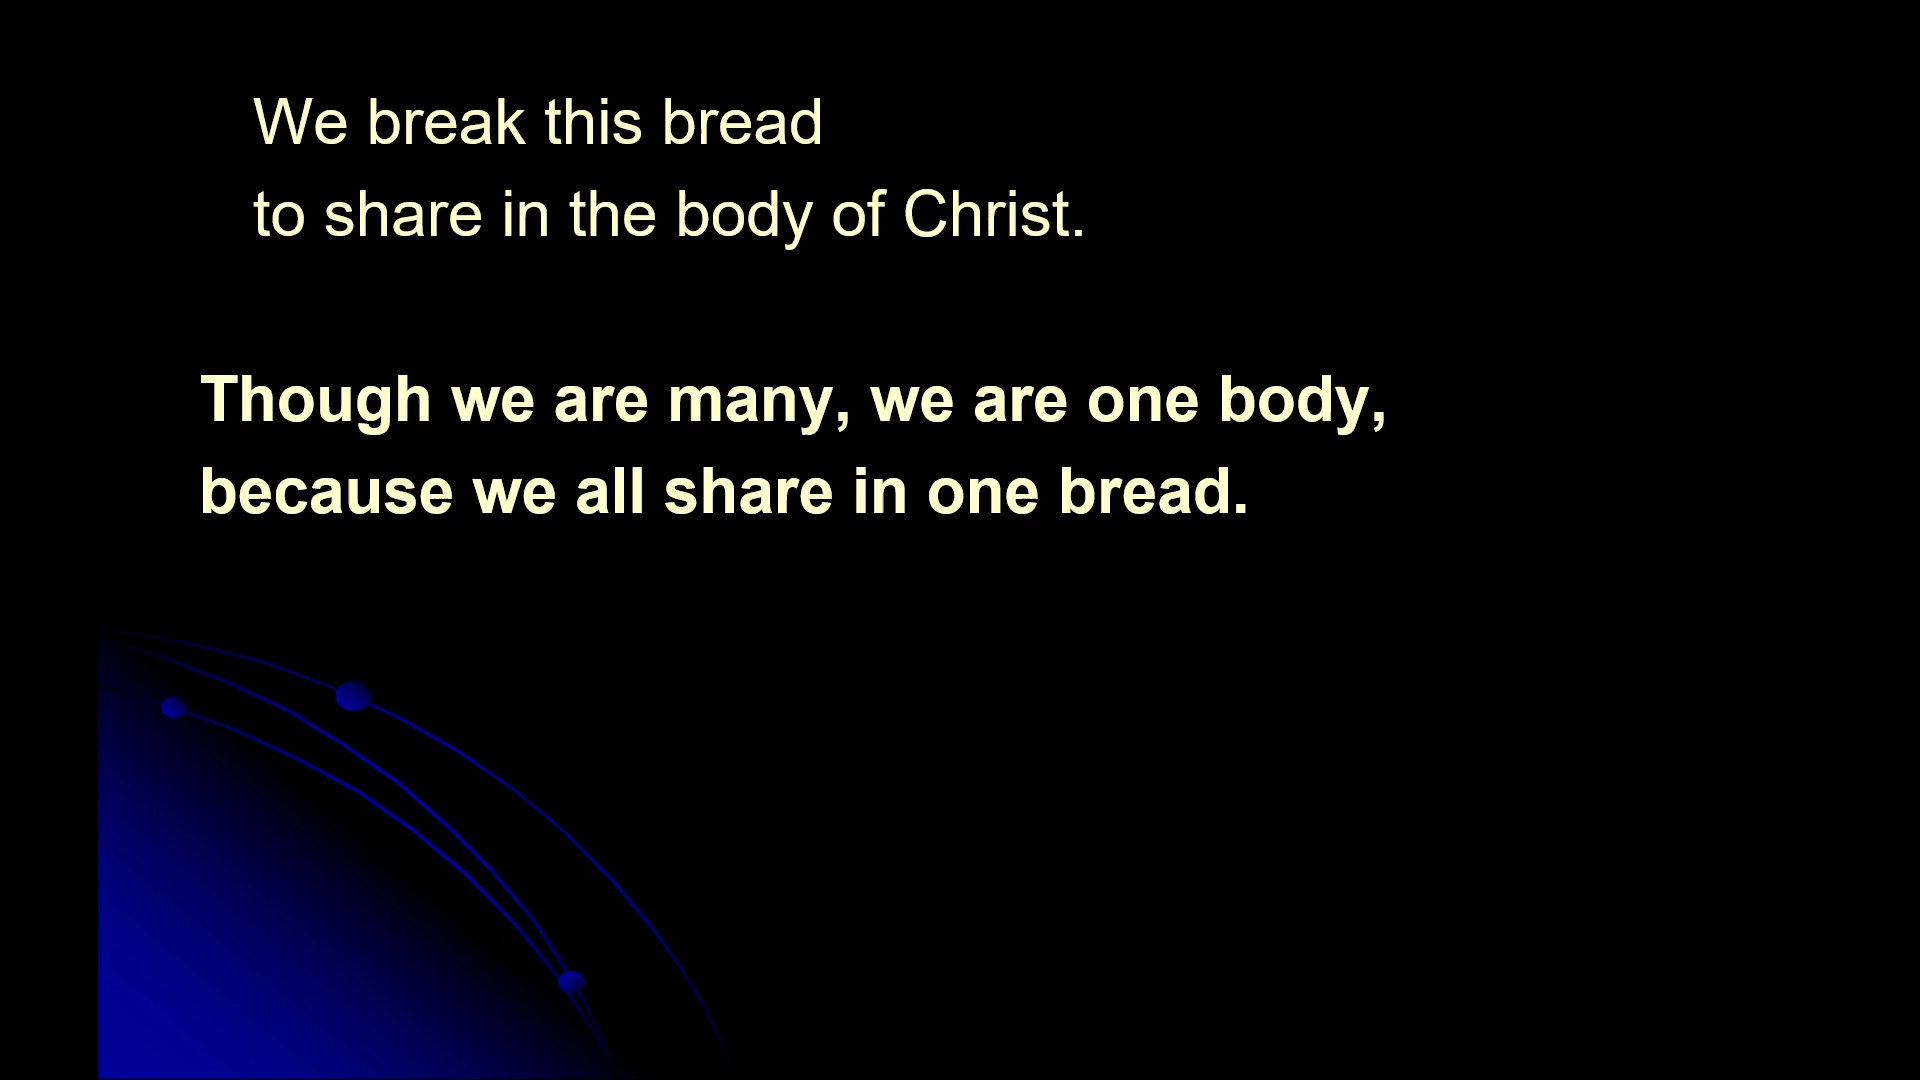 We break this bread
to share in the body of Christ.
Though we are many, we are one body,
because we all share in one bread.